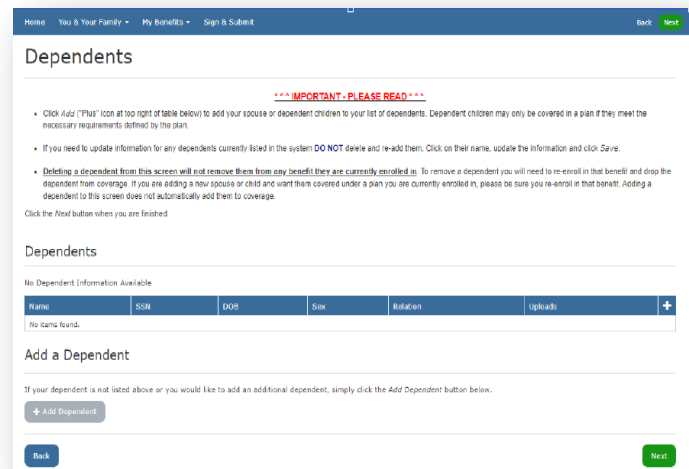 Home You & Your Family My Benefits Sign & Submit Back Next
Dependents
^ ^ ^ IMPORTANT - PLEASE READ ^ ^ ^
• Click Add ("Plus" icon at top right of table below) to add your spouse or dependent children to your list of dependents. Dependent children may only be covered in a plan if they meet the
necessary requirements defined by the plan.
• If you need to update information for any dependents currently listed in the system DO NOT delete and re-add them. Click on their name, update the information and click Save.
• Deleting a dependent from this screen will not remove them from any benefit they are currently enrolled in. To remove a dependent you will need to re-enroll in that benefit and drop the
dependent from coverage. If you are adding a new spouse or child and want them covered under a plan you are currently enrolled in, please be sure you re-enroll in that benefit. Adding a
dependent to this screen does not automatically add them to coverage.
Click the Next button when you are finished.
Dependents
No Dependent Information Available
Name SSN DOB Sex Relation Uploads +
No items found.
Add a Dependent
If your dependent is not listed above or you would like to add an additional dependent, simply click the Add Dependent button below.
+ Add Dependent
Back Next